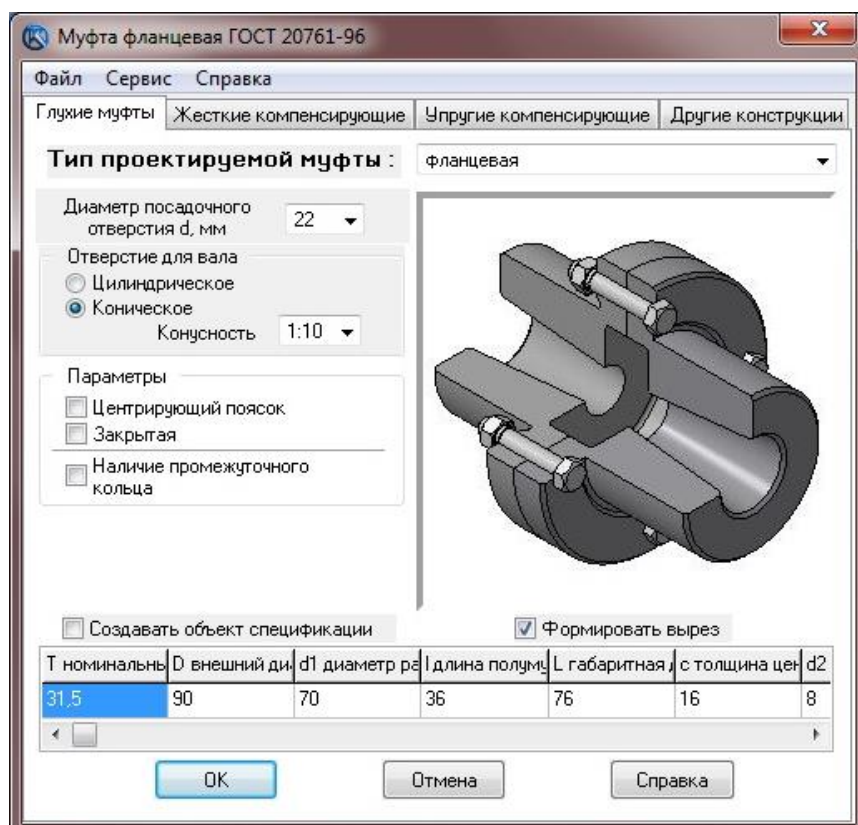 Муфта фланцевая ГОСТ 20761-96
Файл Сервис Справка
Глухие муфты Жесткие компенсирующие Упругие компенсирующие Другие конструкции
Тип проектируемой муфты : фланцевая
Диаметр посадочного
отверстия d, мм 22
Отверстие для вала
Цилиндрическое
Коническое
Конусность 1:10
Параметры
Центрирующий поясок
Закрытая
Наличие промежуточного
кольца
Создавать объект спецификации Формировать вырез
T номинальны D внешний ди d1 диаметр ра l длина полуму L габаритная c толщина цен d2
31,5 90 70 36 76 16 8
OK Отмена Справка